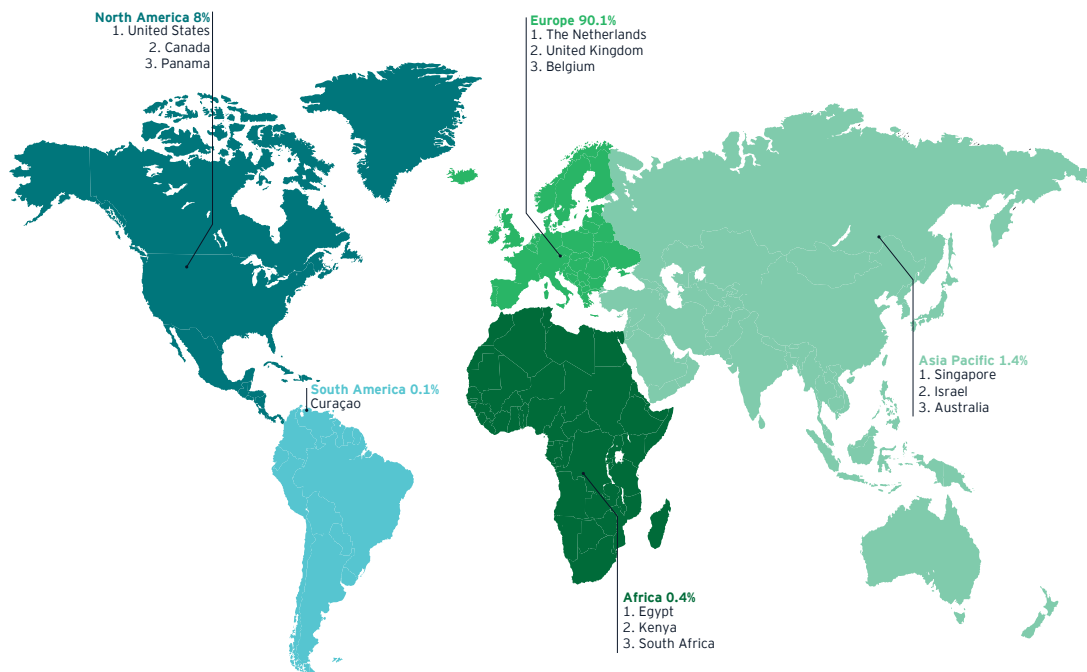 North America 8%
1. United States
2. Canada
3. Panama
Europe 90.1%
1. The Netherlands
2. United Kingdom
3. Belgium
Asia Pacific 1.4%
1. Singapore
2. Israel
3. Australia
South America 0.1%
Curaçao
Africa 0.4%
1. Egypt
2. Kenya
3. South Africa